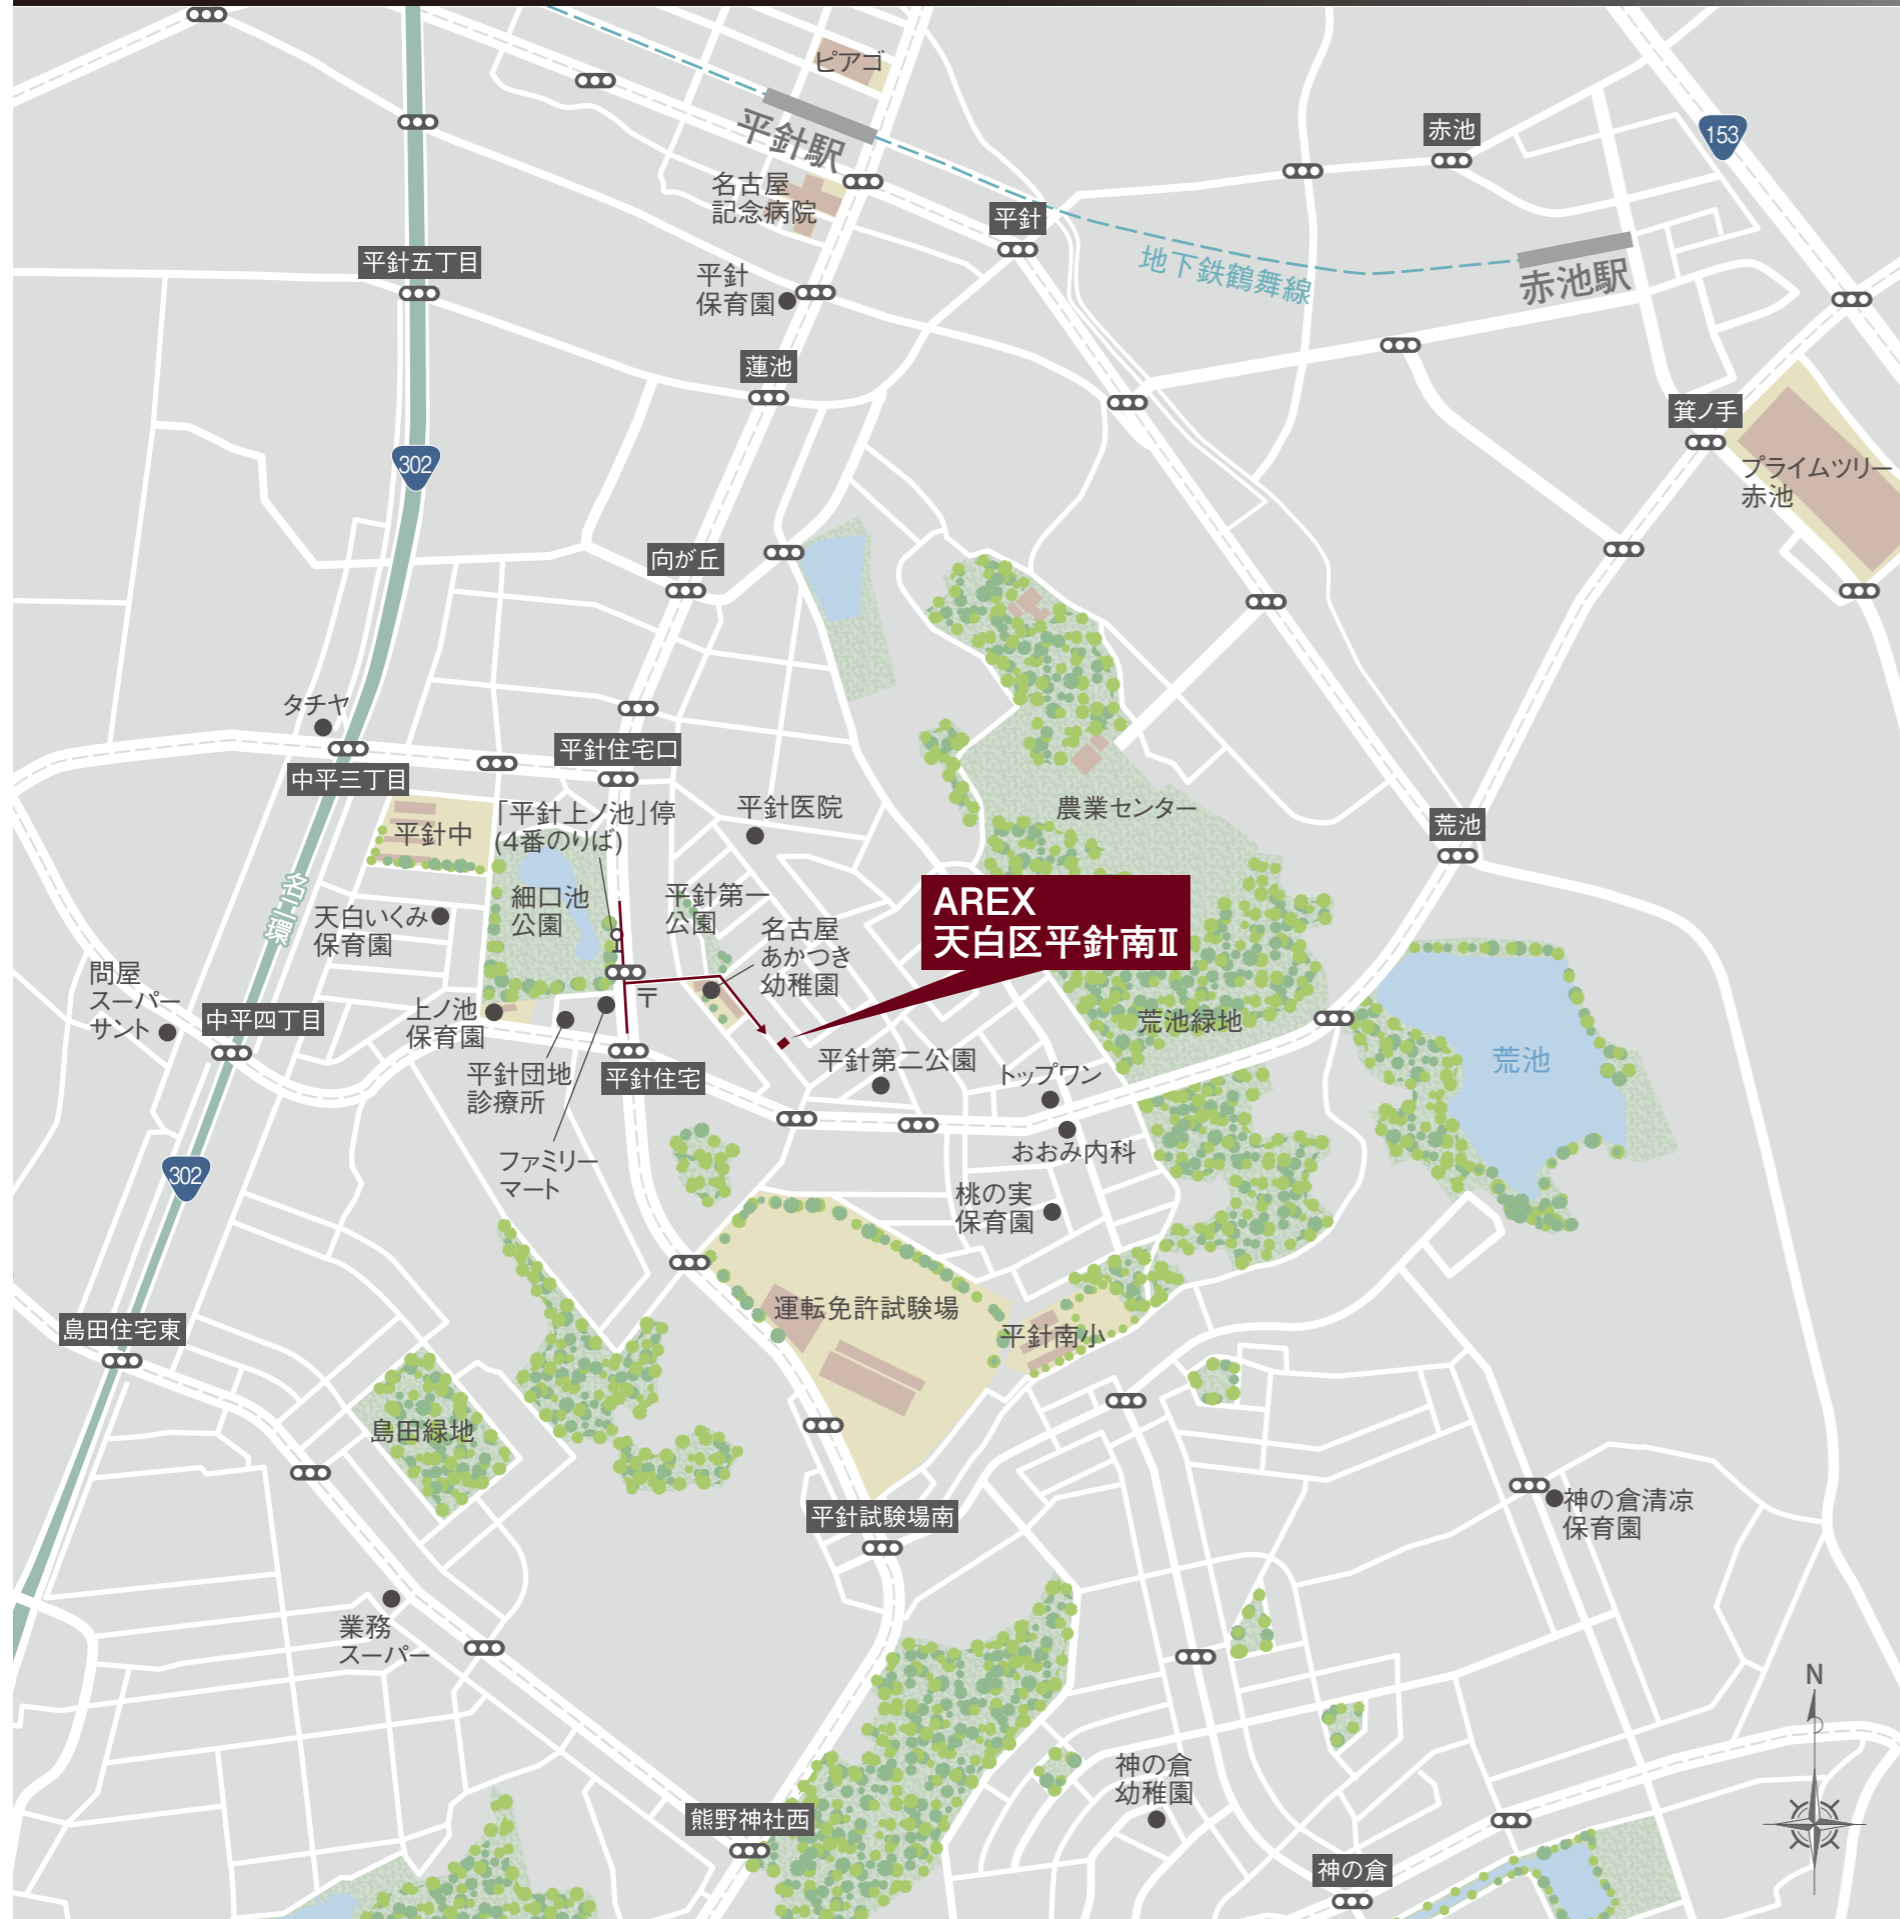 ピアゴ
平針駅
赤池
153
名古屋
記念病院
平針
平針五丁目
地下鉄鶴舞線
赤池駅
平針
保育園
蓮池
箕ノ手
302
プライムツリー
赤池
向が丘
タチヤ
平針住宅口
中平三丁目
「平針上ノ池」停
(4番のりば)
平針医院
農業センター
荒池
平針中
名二環
細口池
公園
平針第一
公園
AREX
天白区平針南Ⅱ
天白いくみ
保育園
名古屋
あかつき
幼稚園
問屋
スーパー
サント
中平四丁目
上ノ池
保育園
〒
荒池緑地
荒池
平針団地
診療所
平針住宅
平針第二公園
トップワン
おおみ内科
ファミリー
マート
302
桃の実
保育園
運転免許試験場
平針南小
島田住宅東
島田緑地
平針試験場南
神の倉清凉
保育園
業務
スーパー
N
神の倉
幼稚園
熊野神社西
神の倉